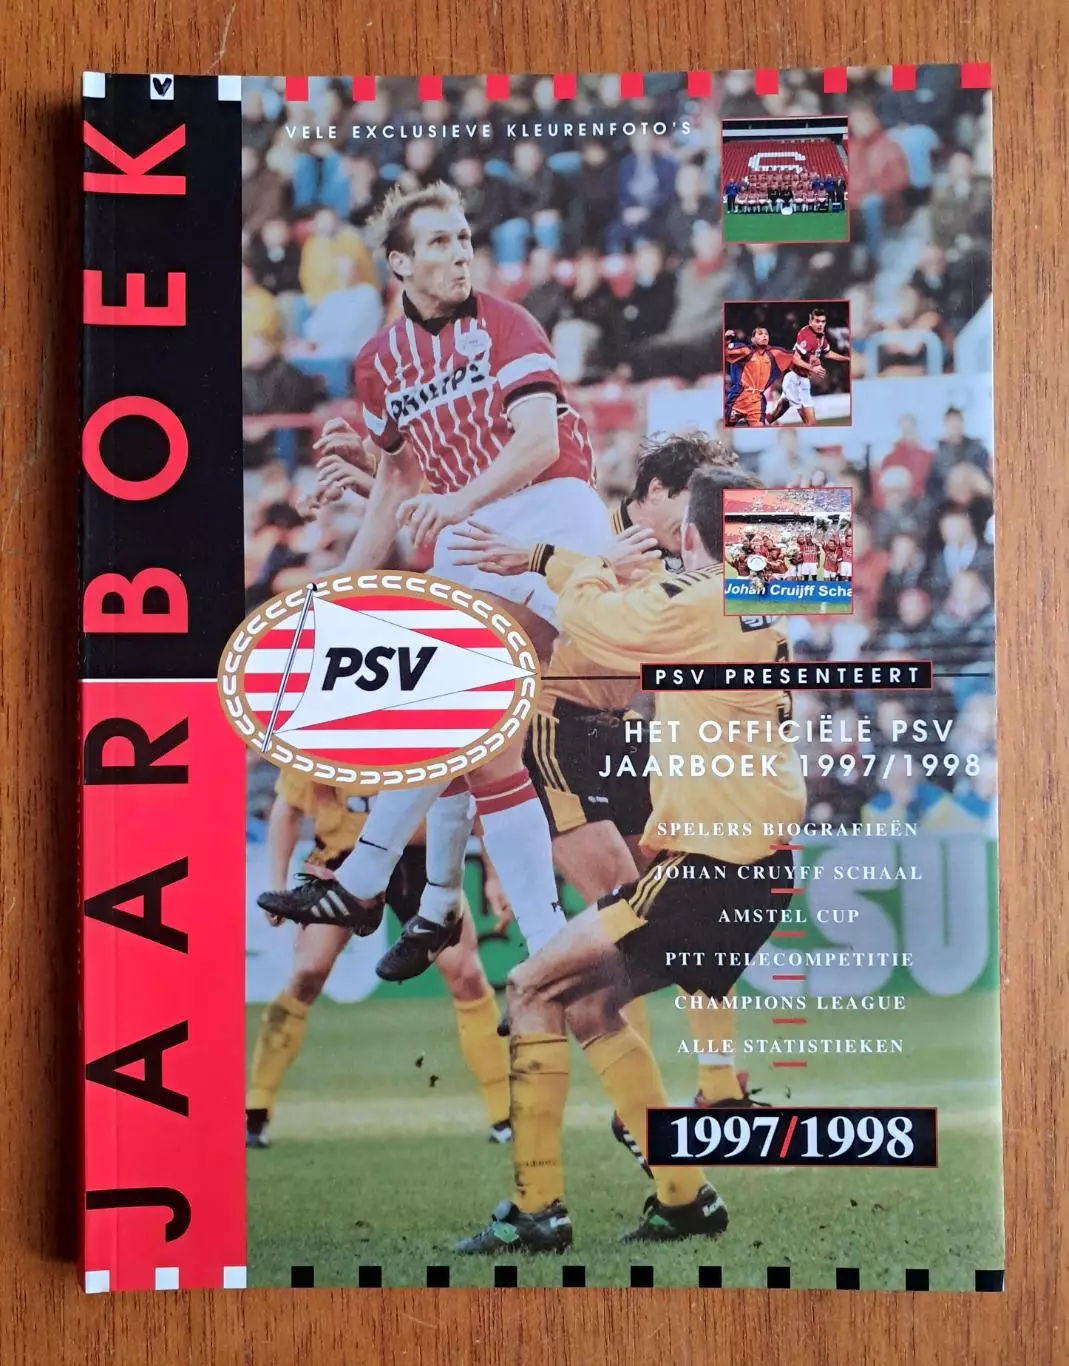 JAARBOEK
VELE EXCLUSIEVE KLEURENFOTO'S
PHILIPS
Johan Cruijff Scha
PSV
PSV PRESENTEERT
HET OFFICIËLE PSV
JAARBOEK 1997/1998
SPELERS BIOGRAFIEËN
JOHAN CRUYFF SCHAAL
AMSTEL CUP
PTT TELECOMPETITIE
CHAMPIONS LEAGUE
ALLE STATISTIEKEN
1997/1998